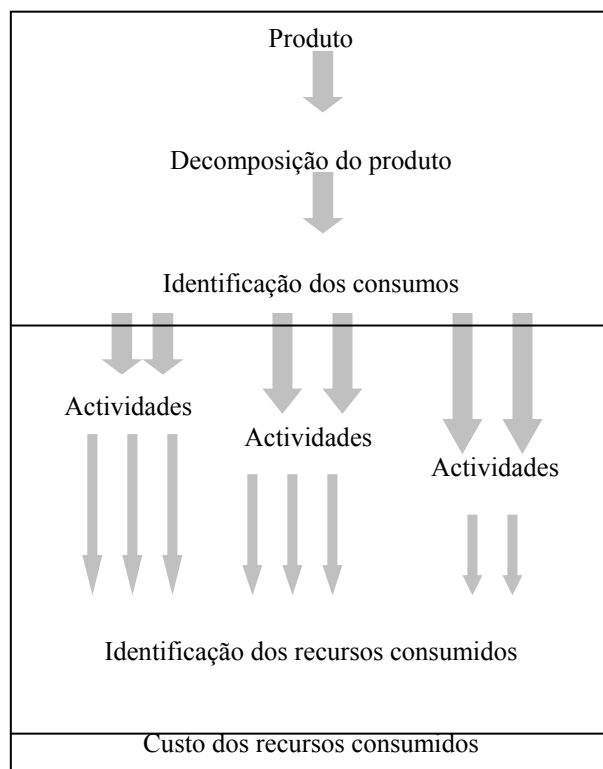 Produto
Decomposição do produto
Identificação dos consumos
Actividades
Actividades
Actividades
Identificação dos recursos consumidos
Custo dos recursos consumidos